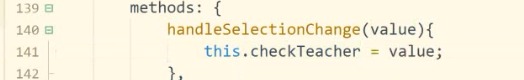 139 methods: {
140 handleSelectionChange(value){
141 this.checkTeacher = value;
142 },